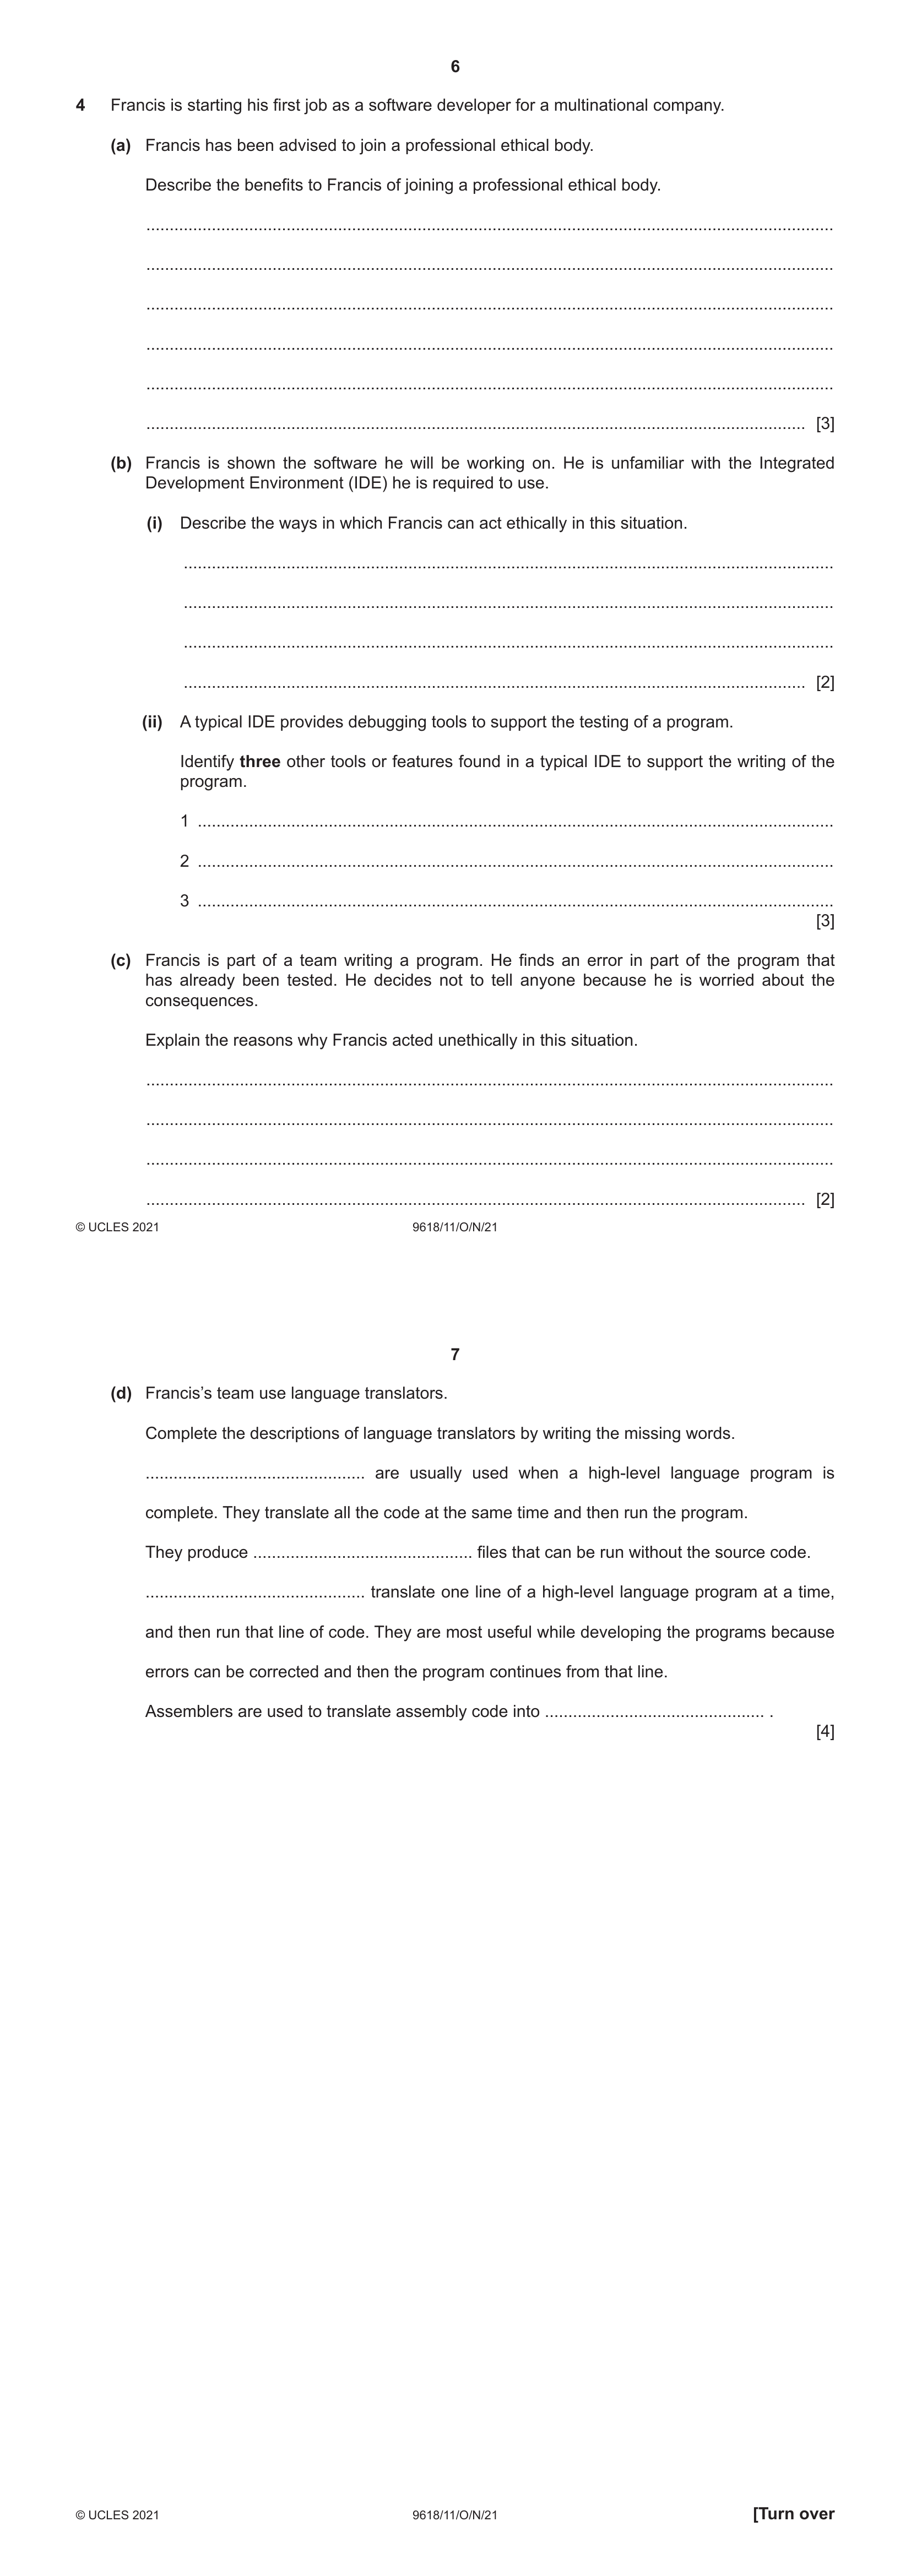 6
4 Francis is starting his first job as a software developer for a multinational company.
(a) Francis has been advised to join a professional ethical body.
Describe the benefits to Francis of joining a professional ethical body.
....................................................................................................................................................
....................................................................................................................................................
....................................................................................................................................................
....................................................................................................................................................
....................................................................................................................................................
.............................................................................................................................................. [3]
(b) Francis is shown the software he will be working on. He is unfamiliar with the Integrated
Development Environment (IDE) he is required to use.
(i) Describe the ways in which Francis can act ethically in this situation.
............................................................................................................................................
............................................................................................................................................
............................................................................................................................................
...................................................................................................................................... [2]
(ii) A typical IDE provides debugging tools to support the testing of a program.
Identify three other tools or features found in a typical IDE to support the writing of the
program.
1 .........................................................................................................................................
2 .........................................................................................................................................
3 .........................................................................................................................................
[3]
(c) Francis is part of a team writing a program. He finds an error in part of the program that
has already been tested. He decides not to tell anyone because he is worried about the
consequences.
Explain the reasons why Francis acted unethically in this situation.
....................................................................................................................................................
....................................................................................................................................................
....................................................................................................................................................
.............................................................................................................................................. [2]
© UCLES 2021 9618/11/O/N/21
7
(d) Francis’s team use language translators.
Complete the descriptions of language translators by writing the missing words.
............................................... are usually used when a high-level language program is
complete. They translate all the code at the same time and then run the program.
They produce ............................................... files that can be run without the source code.
............................................... translate one line of a high-level language program at a time,
and then run that line of code. They are most useful while developing the programs because
errors can be corrected and then the program continues from that line.
Assemblers are used to translate assembly code into ............................................... .
[4]
© UCLES 2021 9618/11/O/N/21 [Turn over